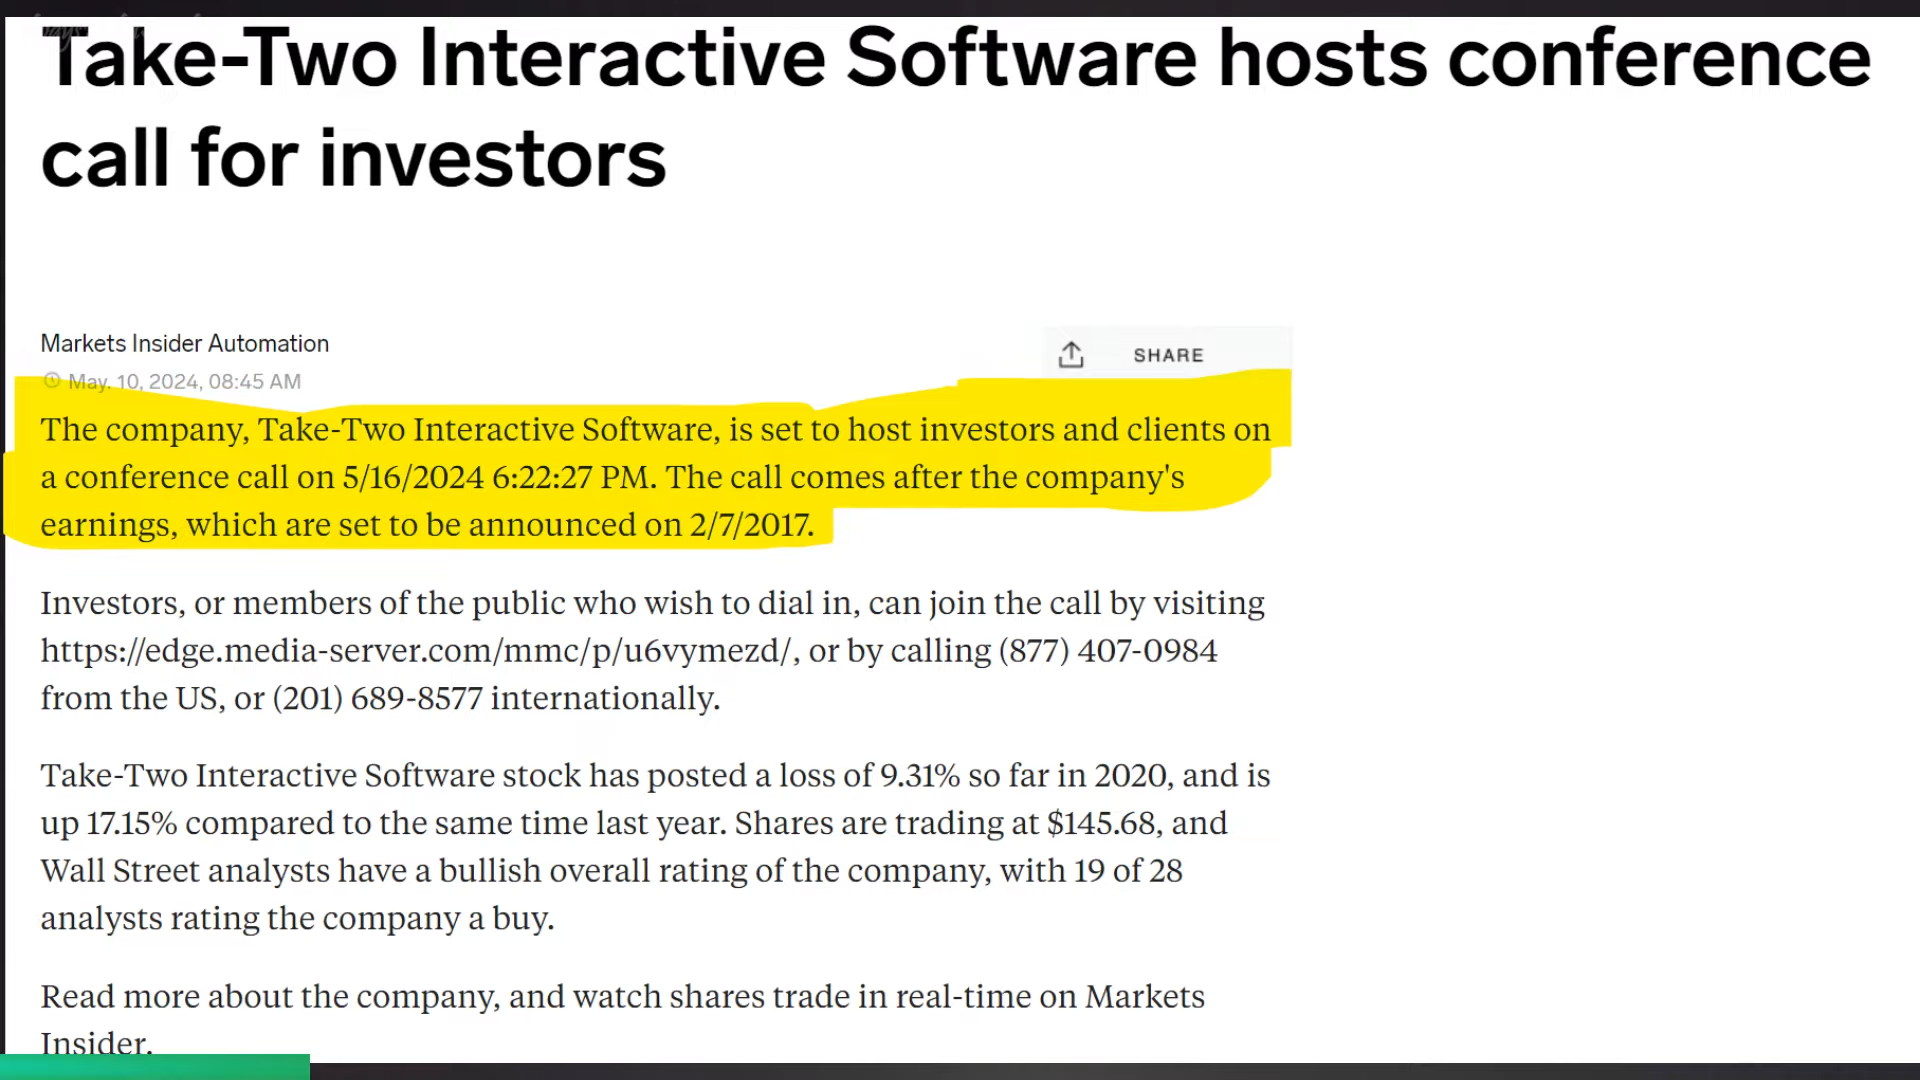 Take-Two Interactive Software hosts conference
call for investors
Markets Insider Automation
May. 10, 2024, 08:45 AM
SHARE
The company, Take-Two Interactive Software, is set to host investors and clients on
a conference call on 5/16/2024 6:22:27 PM. The call comes after the company's
earnings, which are set to be announced on 2/7/2017.
Investors, or members of the public who wish to dial in, can join the call by visiting
https://edge.media-server.com/mmc/p/u6vymezd/, or by calling (877) 407-0984
from the US, or (201) 689-8577 internationally.
Take-Two Interactive Software stock has posted a loss of 9.31% so far in 2020, and is
up 17.15% compared to the same time last year. Shares are trading at $145.68, and
Wall Street analysts have a bullish overall rating of the company, with 19 of 28
analysts rating the company a buy.
Read more about the company, and watch shares trade in real-time on Markets
Insider.